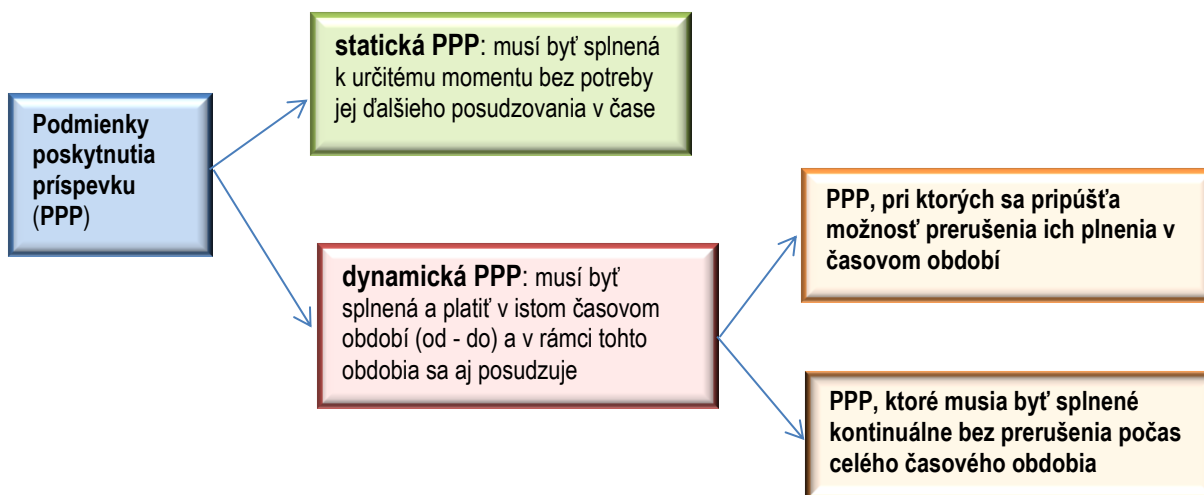 Podmienky
poskytnutia
príspevku
(PPP)
statická PPP: musí byť splnená
k určitému momentu bez potreby
jej ďalšieho posudzovania v čase
dynamická PPP: musí byť
splnená a platiť v istom časovom
období (od - do) a v rámci tohto
obdobia sa aj posudzuje
PPP, pri ktorých sa pripúšťa
možnosť prerušenia ich plnenia v
časovom období
PPP, ktoré musia byť splnené
kontinuálne bez prerušenia počas
celého časového obdobia